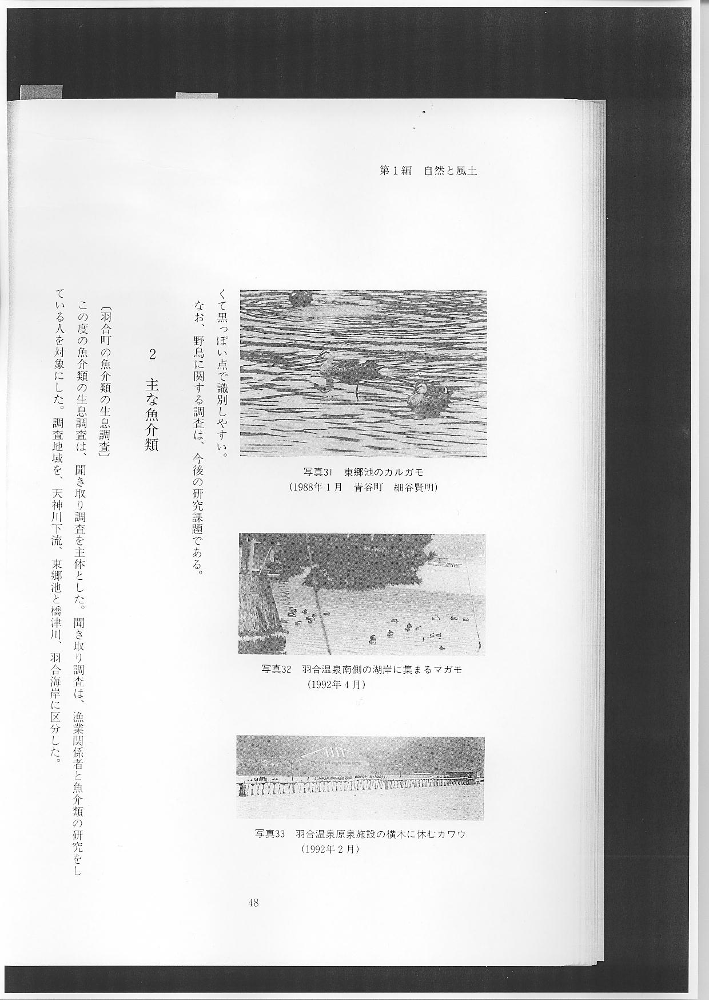 第1編　自然と風土
写真31　東郷池のカルガモ
(1988年1月　青谷町　細谷賢明)
写真32　羽合温泉南側の湖岸に集まるマガモ
(1992年4月)
写真33　羽合温泉原泉施設の横木に休むカワウ
(1992年2月)
くて黒っぽい点で識別しやすい。
なお、野鳥に関する調査は、今後の研究課題である。
2　主な魚介類
〔羽合町の魚介類の生息調査〕
この度の魚介類の生息調査は、聞き取り調査を主体とした。聞き取り調査は、漁業関係者と魚介類の研究をし
ている人を対象にした。調査地域を、天神川下流、東郷池と橋津川、羽合海岸に区分した。
48